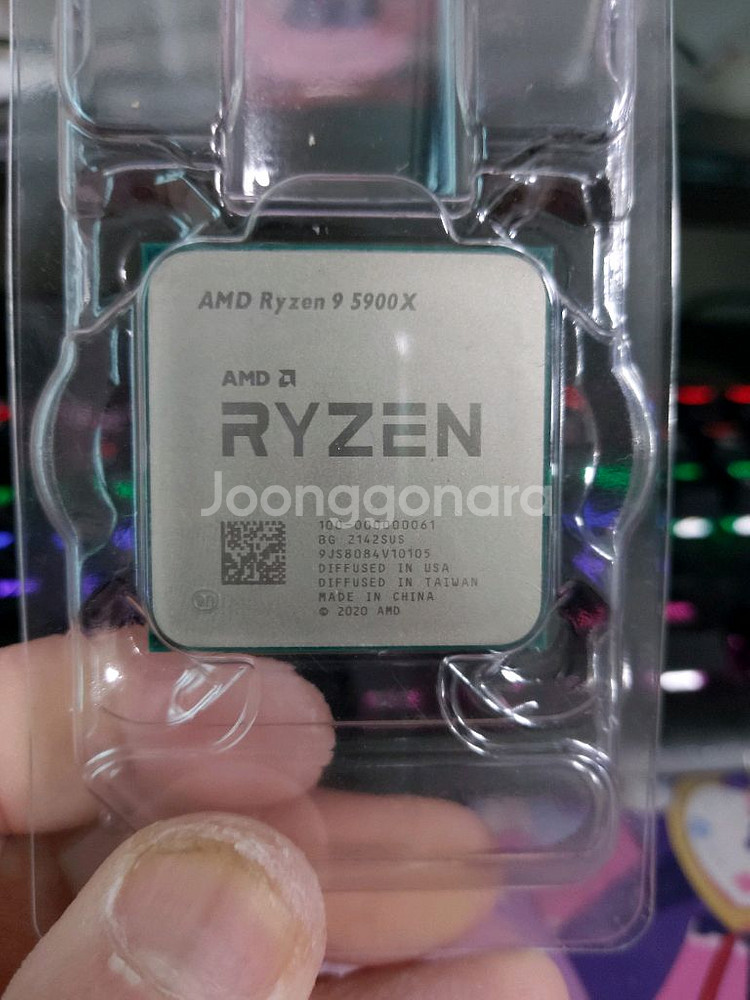 AMD Ryzen 9 5900X
AMD
RYZEN
Joonggonara
100-000000061
BG 2142SUS
9JS8084V10105
DIFFUSED IN USA
DIFFUSED IN TAIWAN
MADE IN CHINA
© 2020 AMD